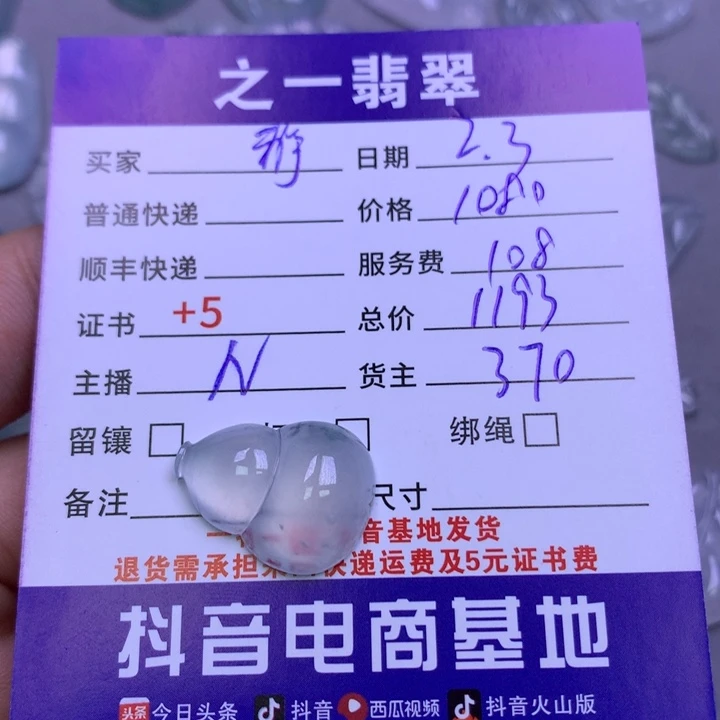 之一翡翠
买家 日期 2.3
普通快递 价格 1080
顺丰快递 服务费 108
证书 +5 总价 1193
主播 N 货主 370
留镶 绑绳
备注 尺寸
音基地发货
退货需承担 快递运费及5元证书费
抖音电商基地
头条 今日头条 抖音 西瓜视频 抖音火山版